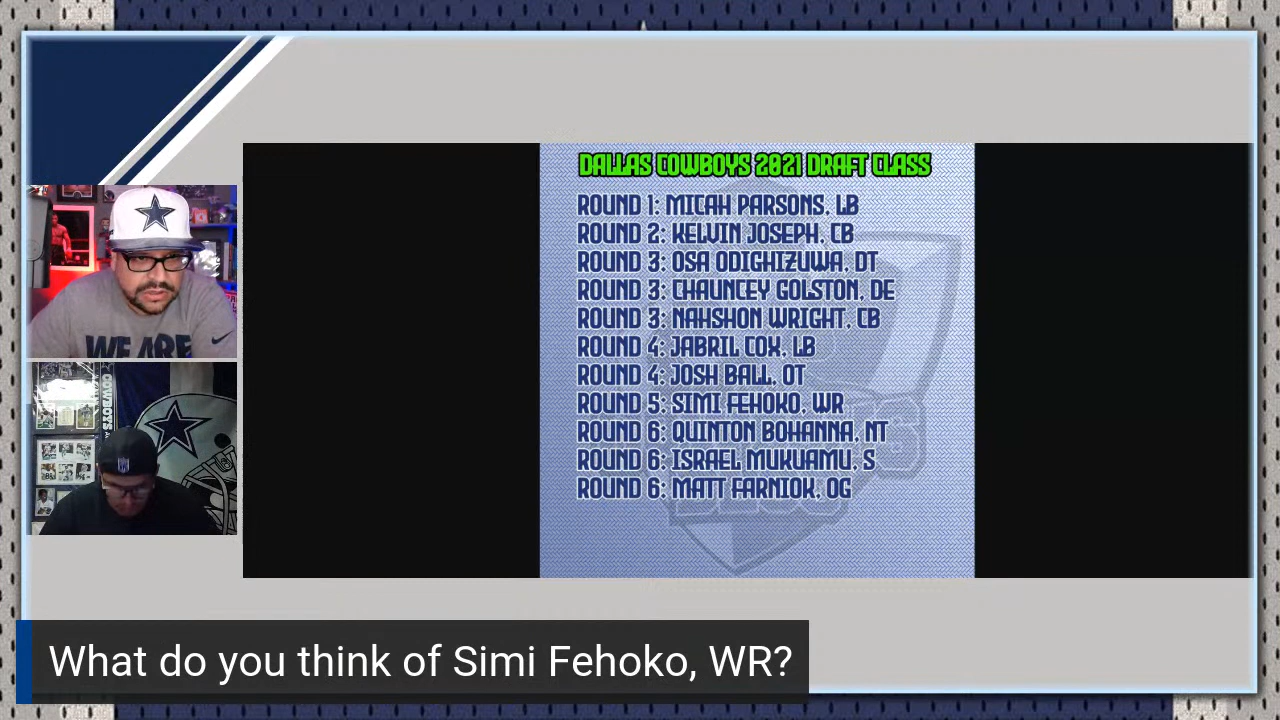 DALLAS COWBOYS 2021 DRAFT CLASS
ROUND 1: MICAH PARSONS, LB
ROUND 2: KELVIN JOSEPH, CB
ROUND 3: OSA ODIGHIZUWA, DT
ROUND 3: CHAUNCEY GOLSTON, DE
ROUND 3: NAHSHON WRIGHT, CB
ROUND 4: JABRIL COX, LB
ROUND 4: JOSH BALL, OT
ROUND 5: SIMI FEHOKO, WR
ROUND 6: QUINTON BOHANNA, NT
ROUND 6: ISRAEL MUKUAMU, S
ROUND 6: MATT FARNIOK, OG
WE ARE
COWBOYS
What do you think of Simi Fehoko, WR?